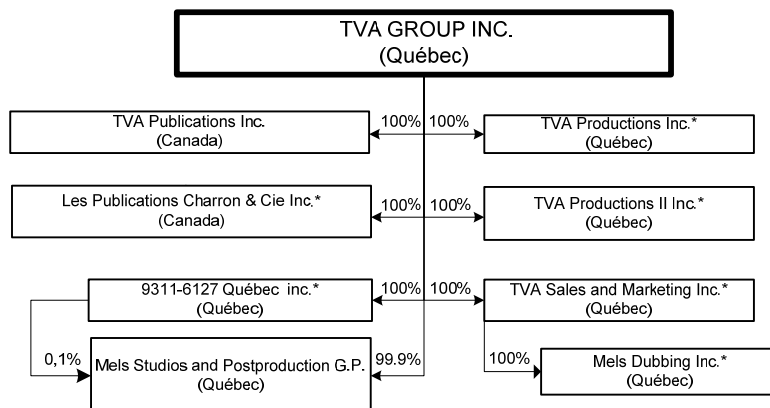 TVA GROUP INC.
(Québec)
TVA Publications Inc.
(Canada)
100%
100%
TVA Productions Inc.*
(Québec)
Les Publications Charron & Cie Inc.*
(Canada)
100%
100%
TVA Productions II Inc.*
(Québec)
9311-6127 Québec inc.*
(Québec)
100%
100%
TVA Sales and Marketing Inc.*
(Québec)
0,1%
Mels Studios and Postproduction G.P.
(Québec)
99.9%
100%
Mels Dubbing Inc.*
(Québec)